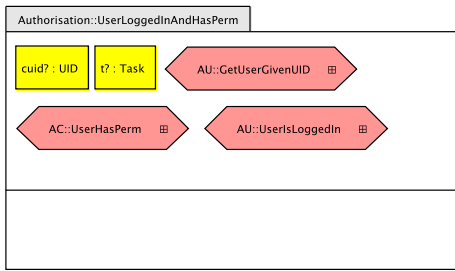 Authorisation::UserLoggedInAndHasPerm
cuid? : UID
t? : Task
AU::GetUserGivenUID
AC::UserHasPerm
AU::UserIsLoggedIn